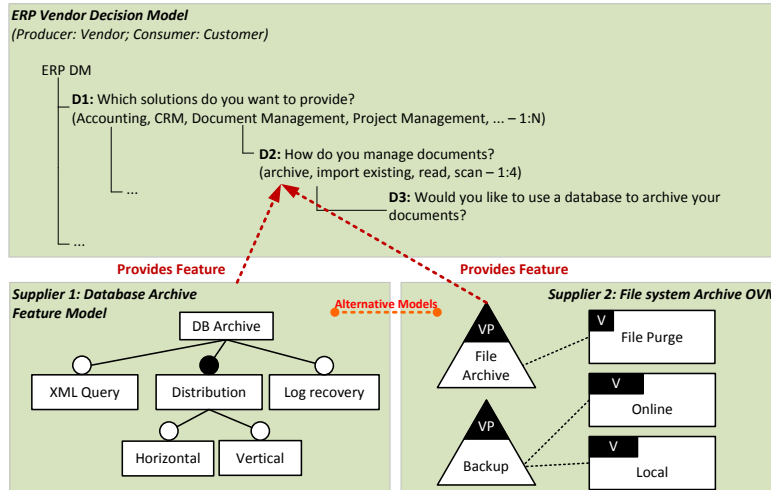 ERP Vendor Decision Model
(Producer: Vendor; Consumer: Customer)
ERP DM
D1: Which solutions do you want to provide?
(Accounting, CRM, Document Management, Project Management, ... – 1:N)
D2: How do you manage documents?
(archive, import existing, read, scan – 1:4)
...
D3: Would you like to use a database to archive your
documents?
...
Provides Feature
Provides Feature
Supplier 1: Database Archive
Feature Model
Alternative Models
Supplier 2: File system Archive OVM
DB Archive
XML Query
Distribution
Log recovery
Horizontal
Vertical
VP
File
Archive
V
File Purge
V
Online
VP
Backup
V
Local